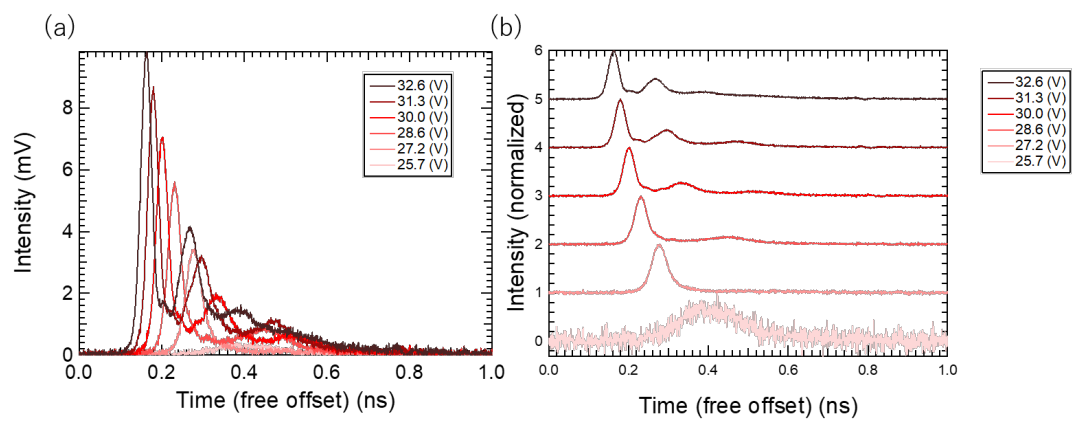 (a)
Intensity (mV)
8
6
4
2
0
0.0 0.2 0.4 0.6 0.8 1.0
Time (free offset) (ns)
32.6 (V)
31.3 (V)
30.0 (V)
28.6 (V)
27.2 (V)
25.7 (V)
(b)
Intensity (normalized)
6
5
4
3
2
1
0
0.0 0.2 0.4 0.6 0.8 1.0
Time (free offset) (ns)
32.6 (V)
31.3 (V)
30.0 (V)
28.6 (V)
27.2 (V)
25.7 (V)